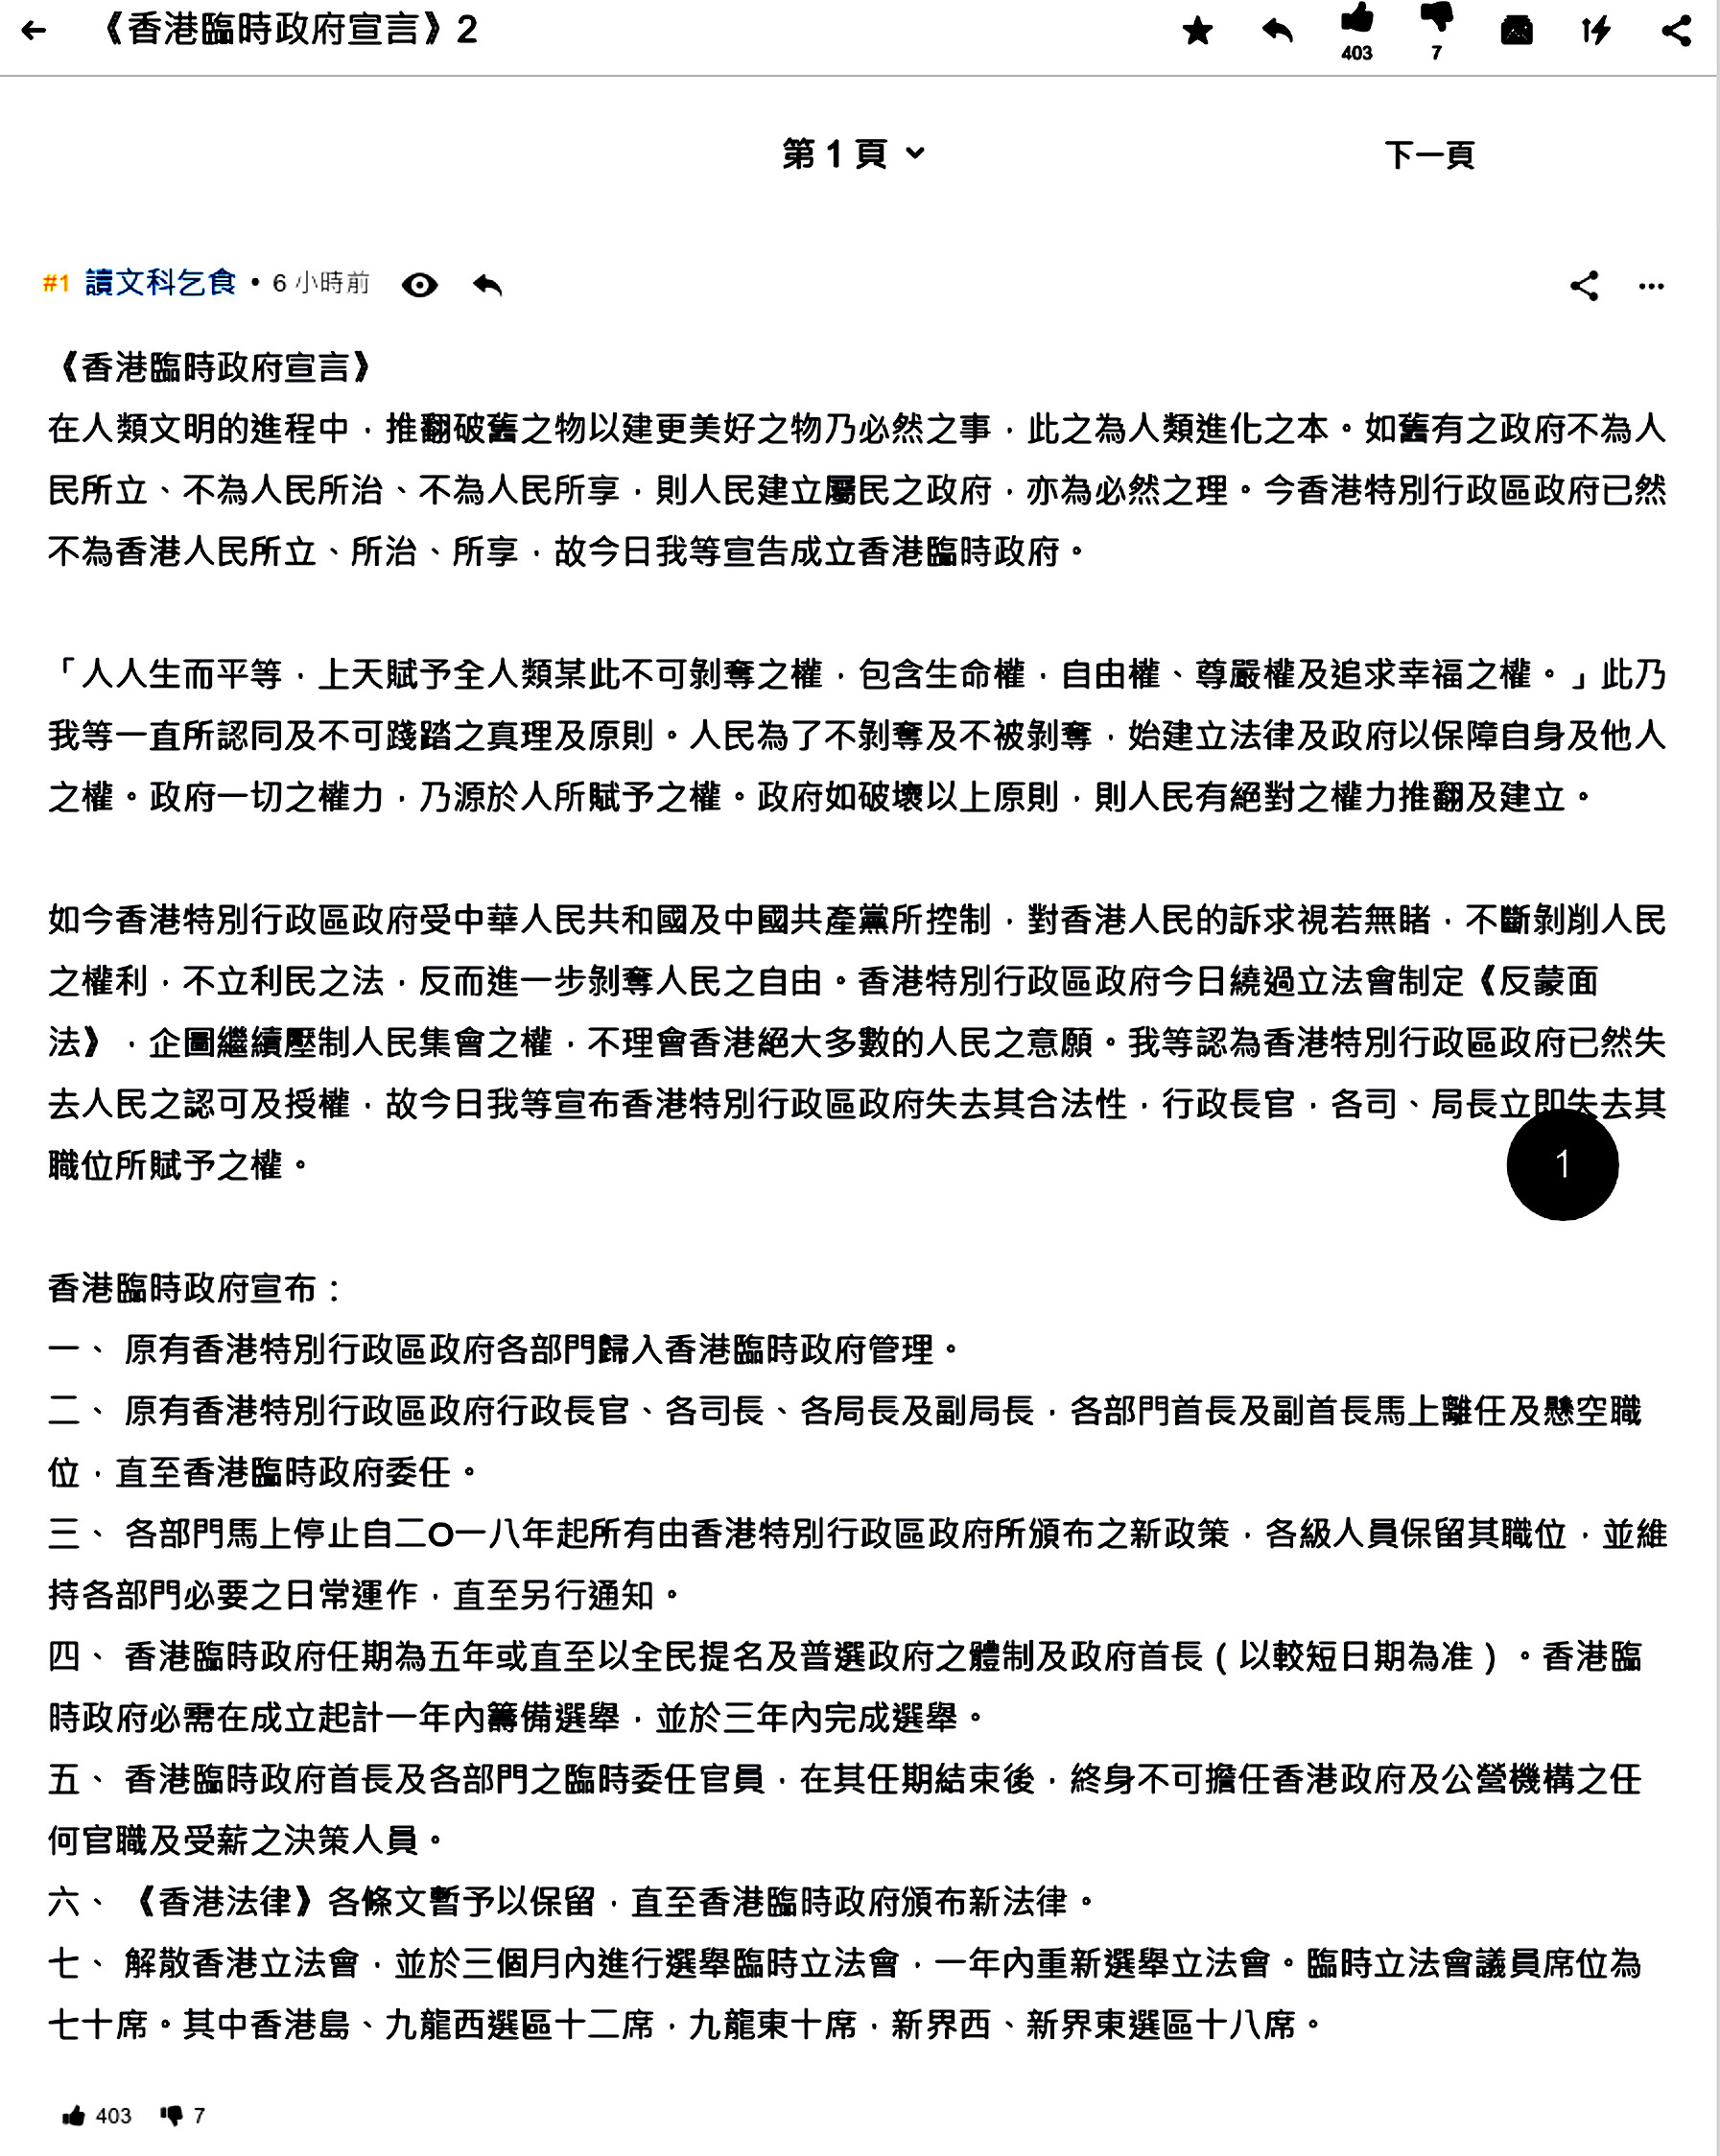 《香港臨時政府宣言》2
403
7
第 1 頁
下一頁
#1 讀文科乞食 • 6 小時前
《香港臨時政府宣言》
在人類文明的進程中，推翻破舊之物以建更美好之物乃必然之事，此之為人類進化之本。如舊有之政府不為人
民所立、不為人民所治、不為人民所享，則人民建立屬民之政府，亦為必然之理。今香港特別行政區政府已然
不為香港人民所立、所治、所享，故今日我等宣告成立香港臨時政府。
「人人生而平等，上天賦予全人類某此不可剝奪之權，包含生命權，自由權、尊嚴權及追求幸福之權。」此乃
我等一直所認同及不可踐踏之真理及原則。人民為了不剝奪及不被剝奪，始建立法律及政府以保障自身及他人
之權。政府一切之權力，乃源於人所賦予之權。政府如破壞以上原則，則人民有絕對之權力推翻及建立。
如今香港特別行政區政府受中華人民共和國及中國共產黨所控制，對香港人民的訴求視若無睹，不斷剝削人民
之權利，不立利民之法，反而進一步剝奪人民之自由。香港特別行政區政府今日繞過立法會制定《反蒙面
法》，企圖繼續壓制人民集會之權，不理會香港絕大多數的人民之意願。我等認為香港特別行政區政府已然失
去人民之認可及授權，故今日我等宣布香港特別行政區政府失去其合法性，行政長官，各司、局長立即失去其
職位所賦予之權。
1
香港臨時政府宣布：
一、 原有香港特別行政區政府各部門歸入香港臨時政府管理。
二、 原有香港特別行政區政府行政長官、各司長、各局長及副局長，各部門首長及副首長馬上離任及懸空職
位，直至香港臨時政府委任。
三、 各部門馬上停止自二O一八年起所有由香港特別行政區政府所頒布之新政策，各級人員保留其職位，並維
持各部門必要之日常運作，直至另行通知。
四、 香港臨時政府任期為五年或直至以全民提名及普選政府之體制及政府首長（以較短日期為准）。香港臨
時政府必需在成立起計一年內籌備選舉，並於三年內完成選舉。
五、 香港臨時政府首長及各部門之臨時委任官員，在其任期結束後，終身不可擔任香港政府及公營機構之任
何官職及受薪之決策人員。
六、 《香港法律》各條文暫予以保留，直至香港臨時政府頒布新法律。
七、 解散香港立法會，並於三個月內進行選舉臨時立法會，一年內重新選舉立法會。臨時立法會議員席位為
七十席。其中香港島、九龍西選區十二席，九龍東十席，新界西、新界東選區十八席。
403 7